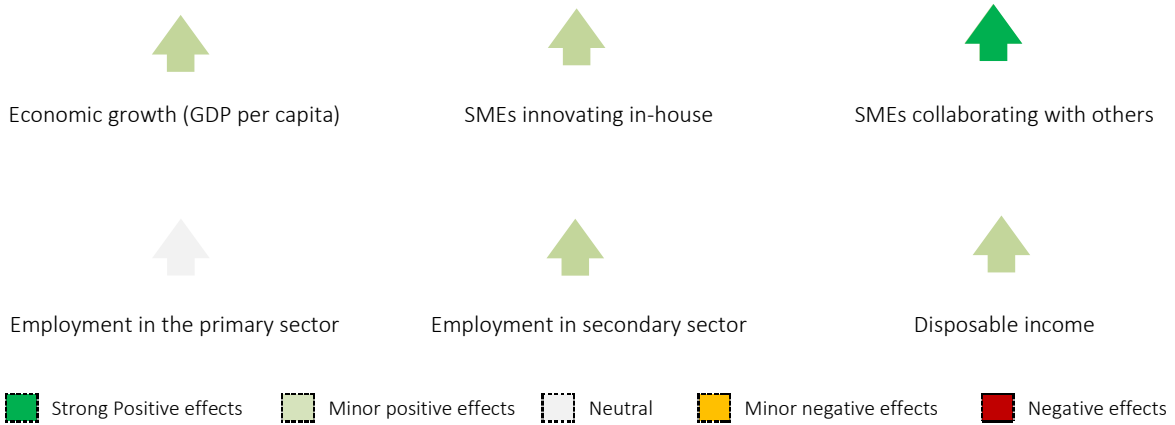 Economic growth (GDP per capita)
SMEs innovating in-house
SMEs collaborating with others
Employment in the primary sector
Employment in secondary sector
Disposable income
Strong Positive effects
Minor positive effects
Neutral
Minor negative effects
Negative effects